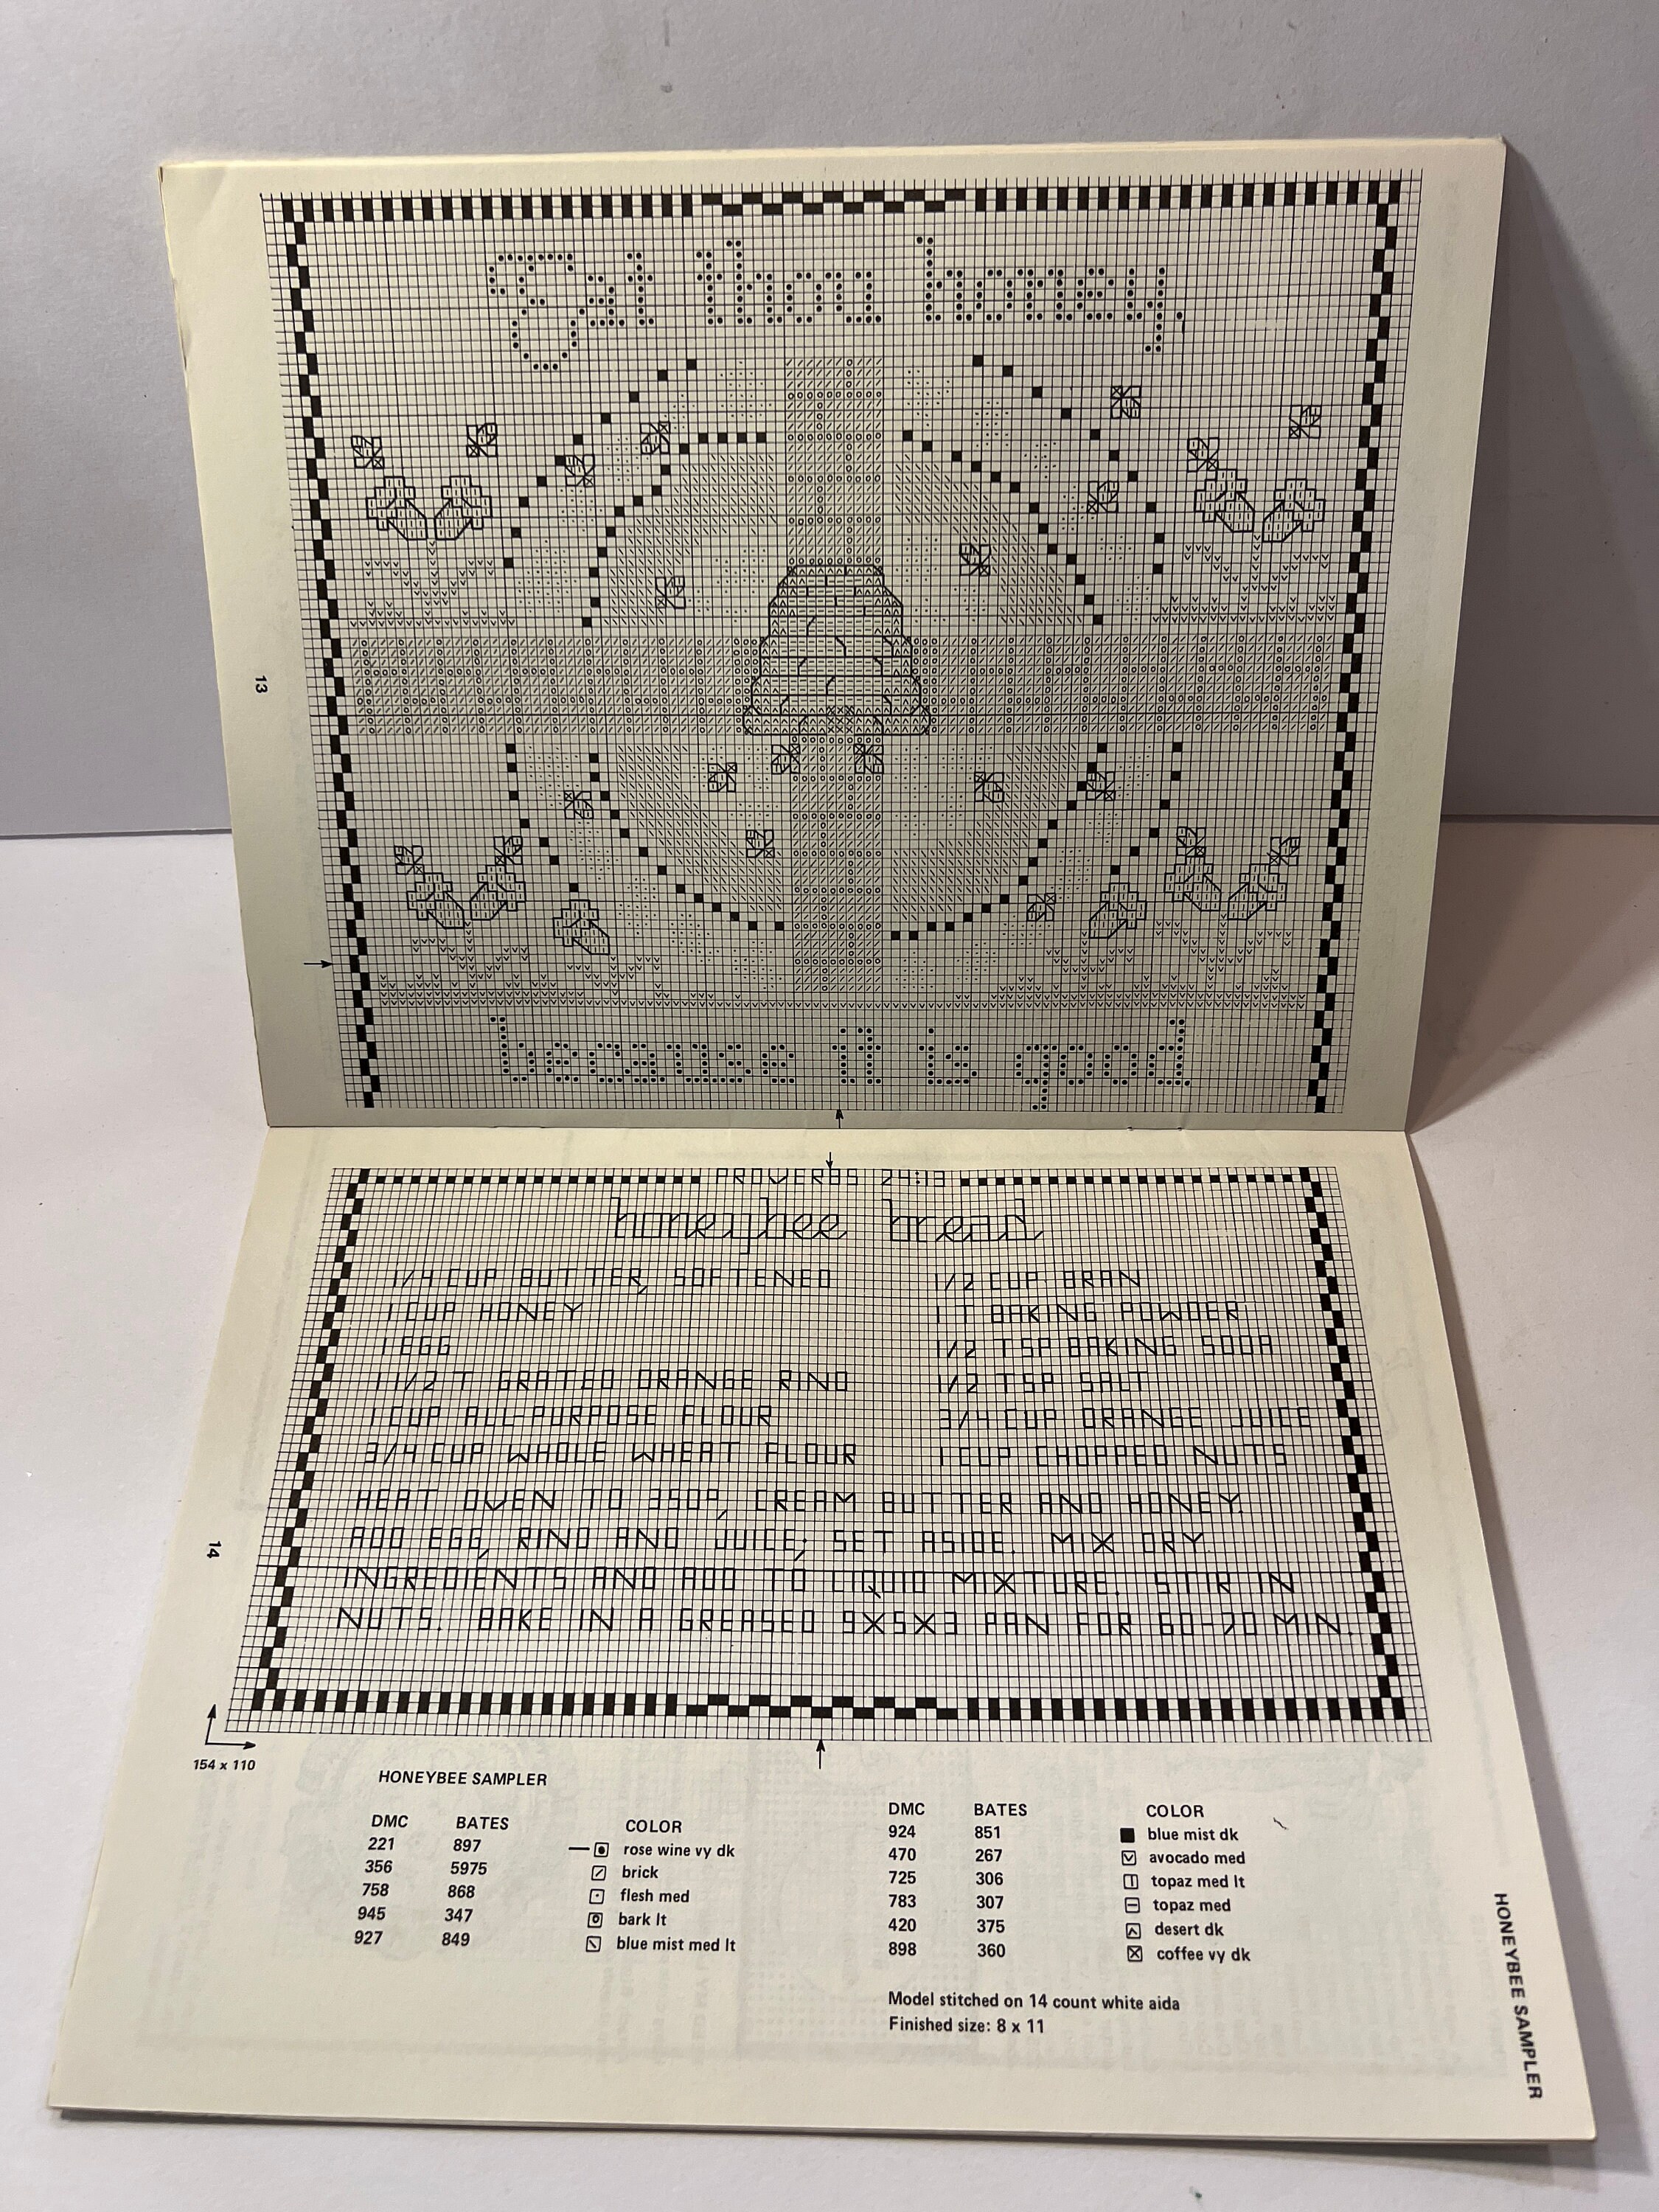 Eat thou honey,
because it is good
13
PROVERBS 24:13
honeybee bread
1/4 CUP BUTTER, SOFTENED
1 CUP HONEY
1 EGG
1 1/2 T GRATED ORANGE RIND
1 CUP ALL-PURPOSE FLOUR
3/4 CUP WHOLE WHEAT FLOUR
1/2 CUP BRAN
1 T BAKING POWDER
1/2 TSP BAKING SODA
1/2 TSP SALT
3/4 CUP ORANGE JUICE
1 CUP CHOPPED NUTS
HEAT OVEN TO 350°, CREAM BUTTER AND HONEY.
ADD EGG, RIND AND JUICE; SET ASIDE. MIX DRY
INGREDIENTS AND ADD TO LIQUID MIXTURE. STIR IN
NUTS. BAKE IN A GREASED 9X5X3 PAN FOR 60-70 MIN.
14
154 x 110
HONEYBEE SAMPLER
DMC BATES COLOR
221 897 rose wine vy dk
356 5975 brick
758 868 flesh med
945 347 bark lt
927 849 blue mist med lt
DMC BATES COLOR
924 851 blue mist dk
470 267 avocado med
725 306 topaz med lt
783 307 topaz med
420 375 desert dk
898 360 coffee vy dk
Model stitched on 14 count white aida
Finished size: 8 x 11
HONEYBEE SAMPLER